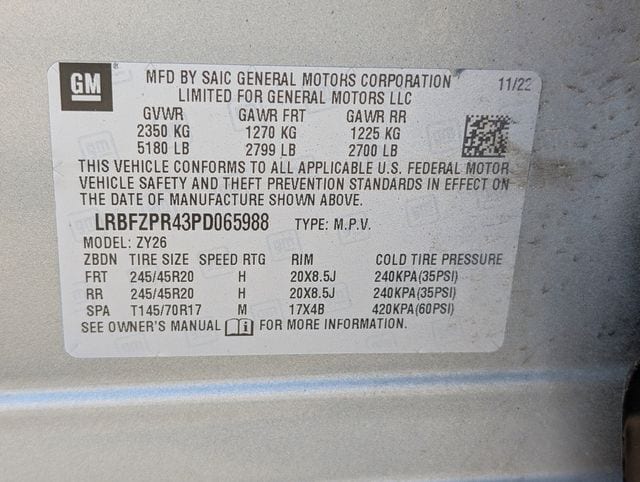 GM
MFD BY SAIC GENERAL MOTORS CORPORATION 11/22
LIMITED FOR GENERAL MOTORS LLC
GVWR GAWR FRT GAWR RR
2350 KG 1270 KG 1225 KG
5180 LB 2799 LB 2700 LB
THIS VEHICLE CONFORMS TO ALL APPLICABLE U.S. FEDERAL MOTOR
VEHICLE SAFETY AND THEFT PREVENTION STANDARDS IN EFFECT ON
THE DATE OF MANUFACTURE SHOWN ABOVE.
LRBFZPR43PD065988 TYPE: M.P.V.
MODEL: ZY26
ZBDN TIRE SIZE SPEED RTG RIM COLD TIRE PRESSURE
FRT 245/45R20 H 20X8.5J 240KPA(35PSI)
RR 245/45R20 H 20X8.5J 240KPA(35PSI)
SPA T145/70R17 M 17X4B 420KPA(60PSI)
SEE OWNER'S MANUAL FOR MORE INFORMATION.